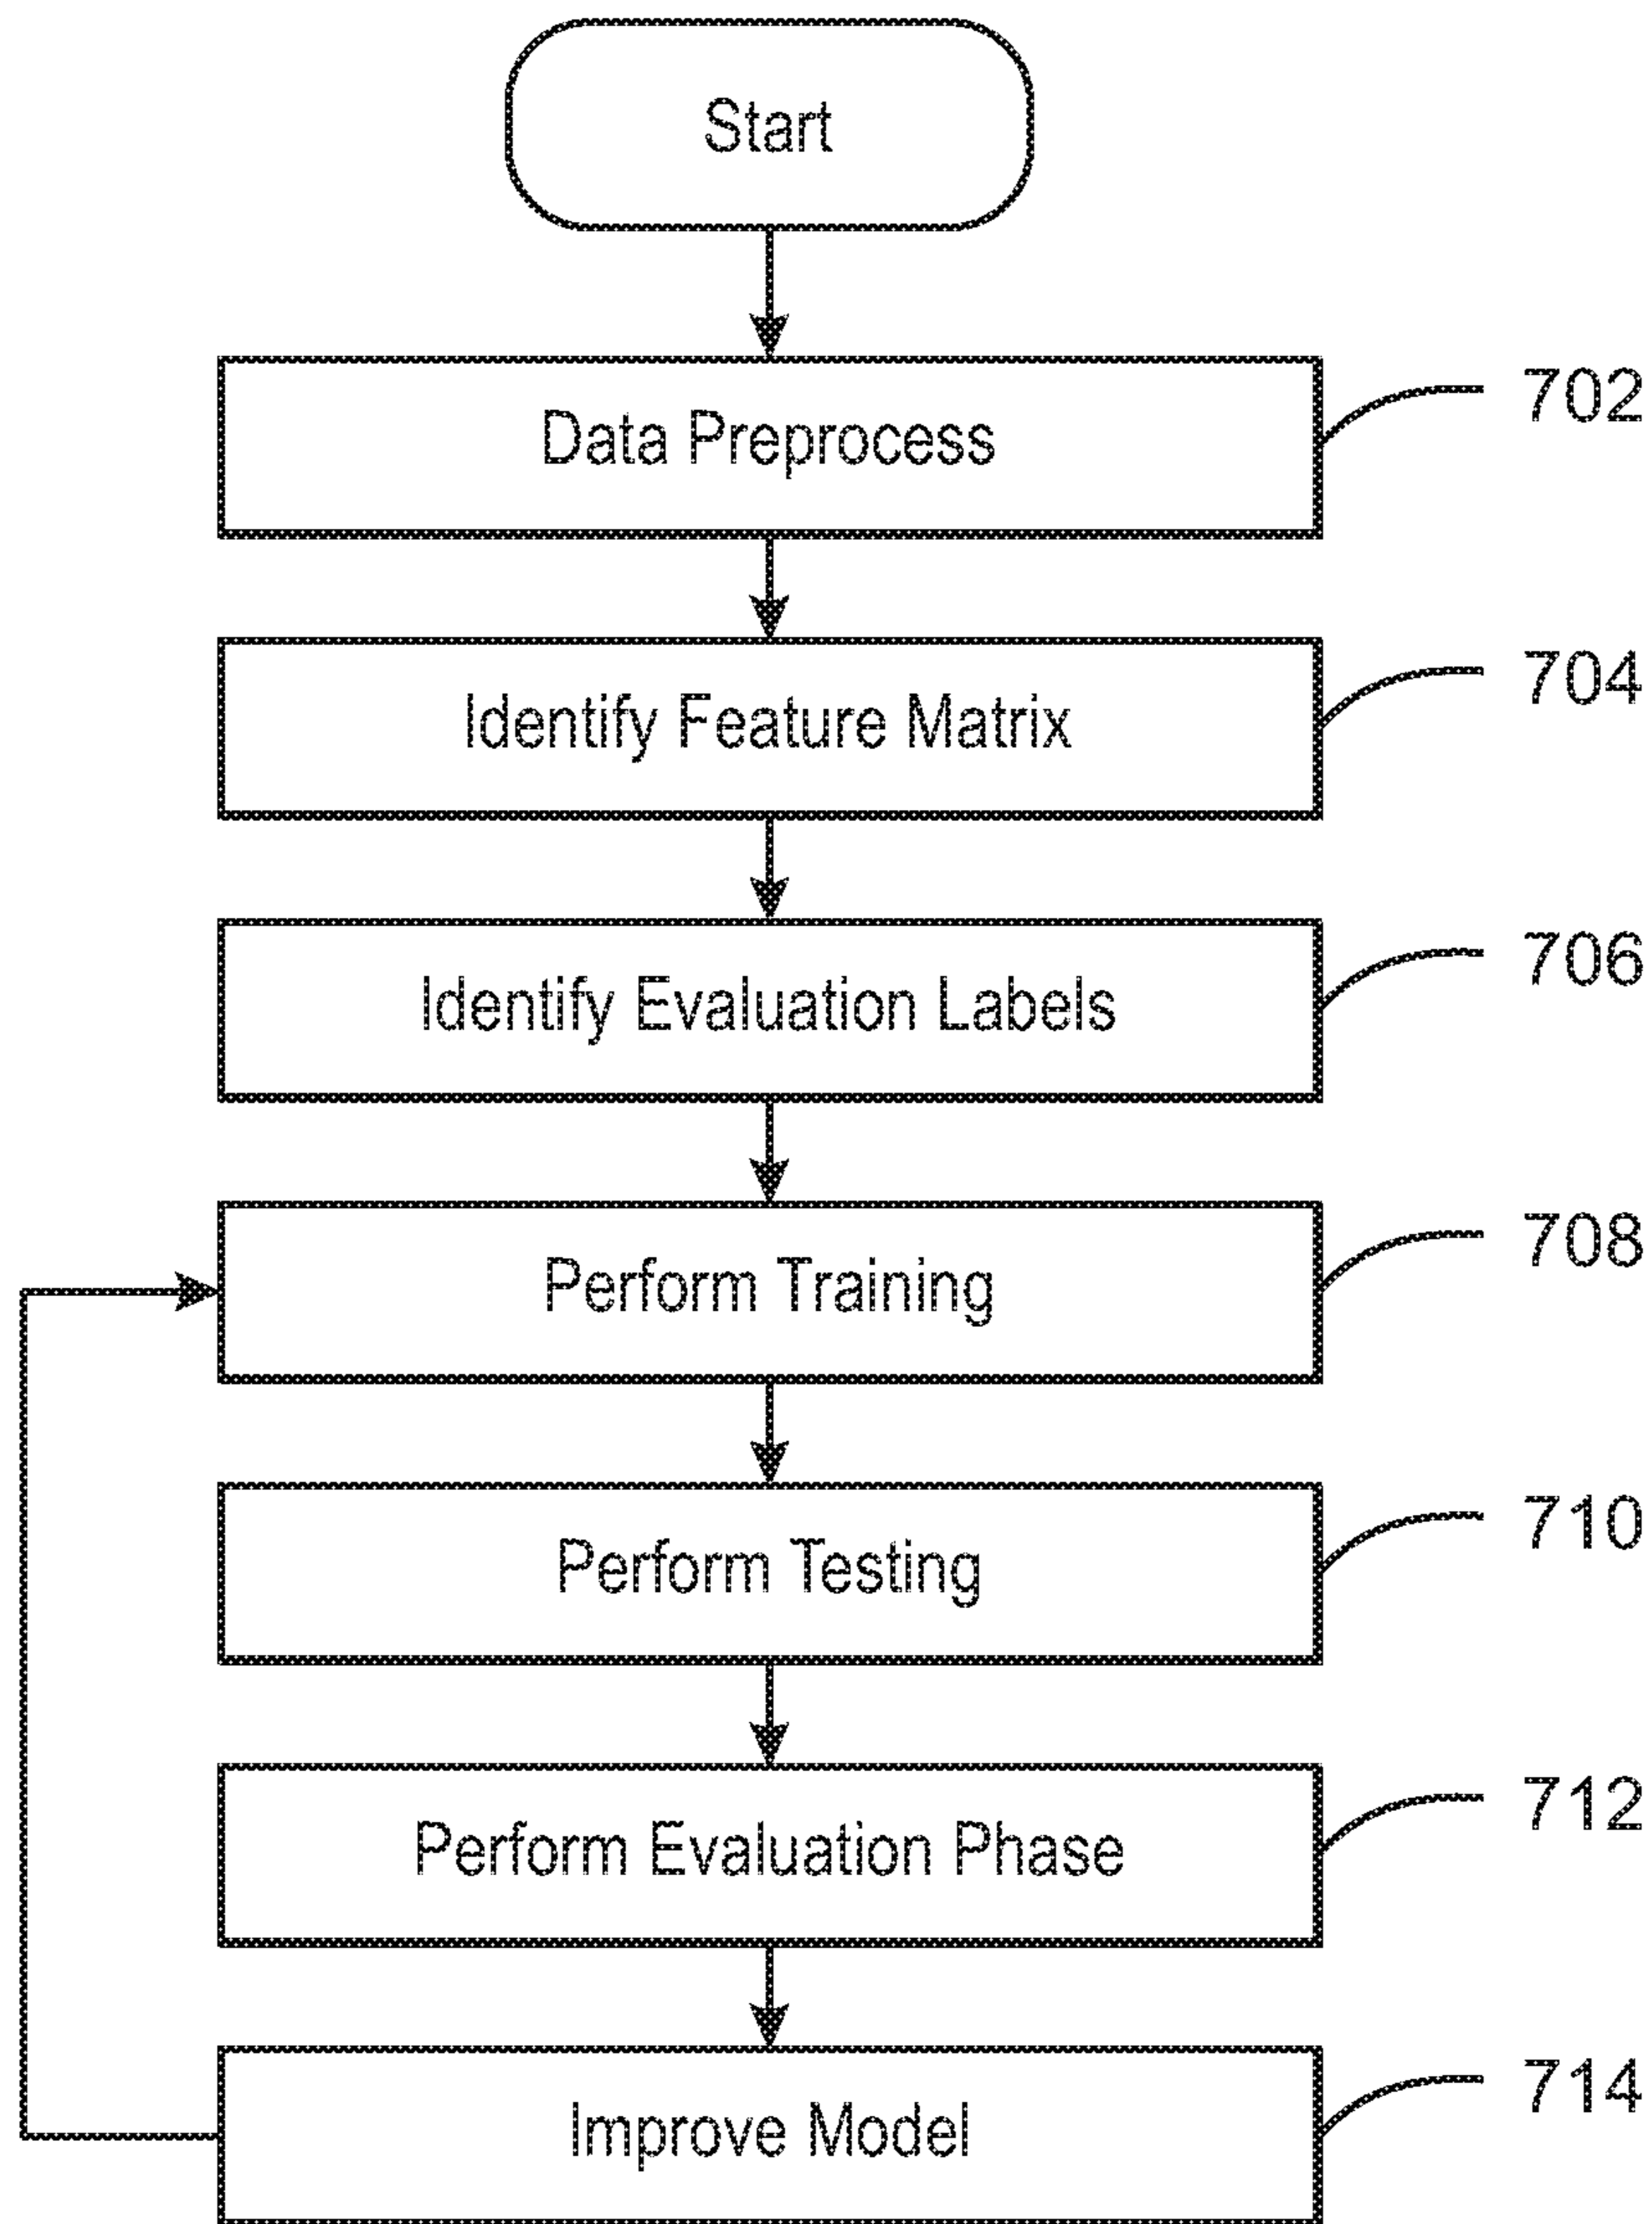 Start
Data Preprocess
702
Identify Feature Matrix
704
Identify Evaluation Labels
706
Perform Training
708
Perform Testing
710
Perform Evaluation Phase
712
Improve Model
714